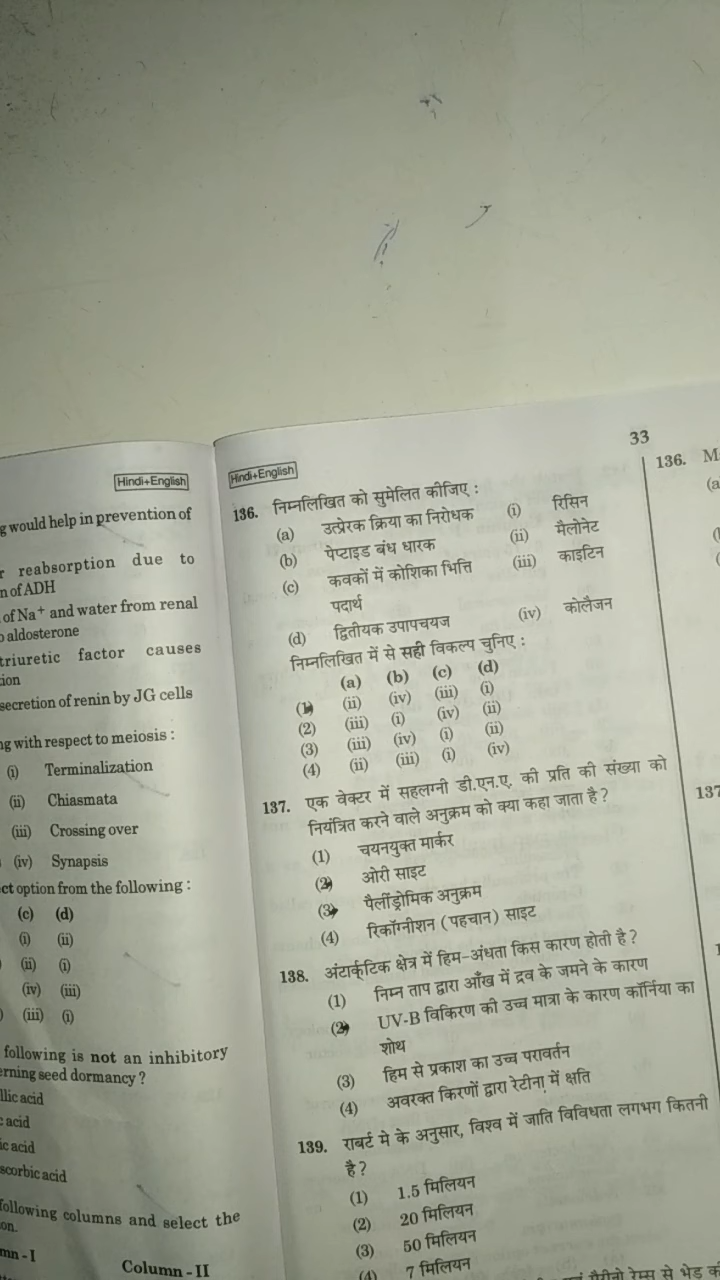 Hindi+English
g would help in prevention of
reabsorption due to
n of ADH
of Na+ and water from renal
aldosterone
triuretic factor causes
ion
secretion of renin by JG cells
ng with respect to meiosis :
(i) Terminalization
(ii) Chiasmata
(iii) Crossing over
(iv) Synapsis
ct option from the following :
(c) (d)
(i) (ii)
(ii) (i)
(iv) (iii)
(iii) (i)
following is not an inhibitory
erning seed dormancy ?
llic acid
c acid
ic acid
scorbic acid
following columns and select the
on.
mn - I Column - II
33
Hindi+English
136. निम्नलिखित को सुमेलित कीजिए :
(a) उत्प्रेरक क्रिया का निरोधक (i) रिसिन
(b) पेप्टाइड बंध धारक (ii) मैलोनेट
(c) कवकों में कोशिका भित्ति (iii) काइटिन
पदार्थ
(d) द्वितीयक उपापचयज (iv) कोलैजन
निम्नलिखित में से सही विकल्प चुनिए :
(a) (b) (c) (d)
(1) (ii) (iv) (iii) (i)
(2) (iii) (i) (iv) (ii)
(3) (iii) (iv) (i) (ii)
(4) (ii) (iii) (i) (iv)
137. एक वेक्टर में सहलग्नी डी.एन.ए. की प्रति की संख्या को
नियंत्रित करने वाले अनुक्रम को क्या कहा जाता है ?
(1) चयनयुक्त मार्कर
(2) ओरी साइट
(3) पैलींड्रोमिक अनुक्रम
(4) रिकॉग्नीशन (पहचान) साइट
138. अंटार्क्टिक क्षेत्र में हिम-अंधता किस कारण होती है ?
(1) निम्न ताप द्वारा आँख में द्रव के जमने के कारण
(2) UV-B विकिरण की उच्च मात्रा के कारण कॉर्निया का
शोथ
(3) हिम से प्रकाश का उच्च परावर्तन
(4) अवरक्त किरणों द्वारा रेटीना में क्षति
139. राबर्ट मे के अनुसार, विश्व में जाति विविधता लगभग कितनी
है ?
(1) 1.5 मिलियन
(2) 20 मिलियन
(3) 50 मिलियन
(4) 7 मिलियन
रेम्स से भेड़
136. M
(a
137